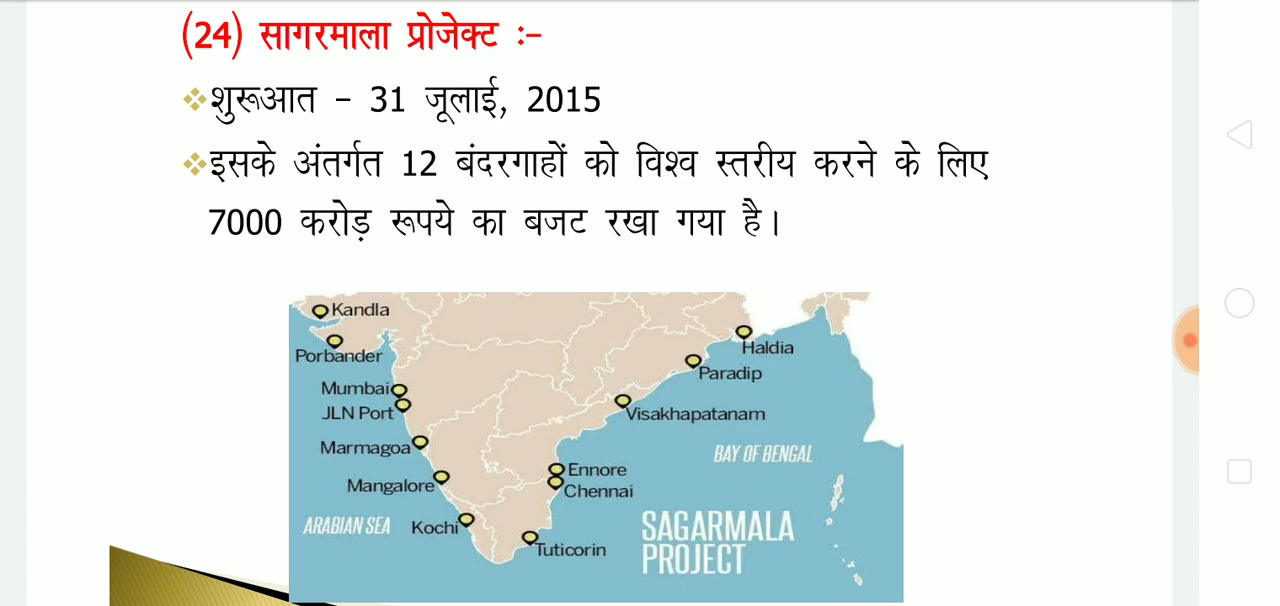 (24) सागरमाला प्रोजेक्ट :–
शुरूआत – 31 जूलाई, 2015
इसके अंतर्गत 12 बंदरगाहों को विश्व स्तरीय करने के लिए
7000 करोड़ रूपये का बजट रखा गया है।
Kandla
Porbander
Haldia
Paradip
Mumbai
JLN Port
Visakhapatanam
Marmagoa
BAY OF BENGAL
Ennore
Mangalore
Chennai
ARABIAN SEA
Kochi
SAGARMALA
PROJECT
Tuticorin